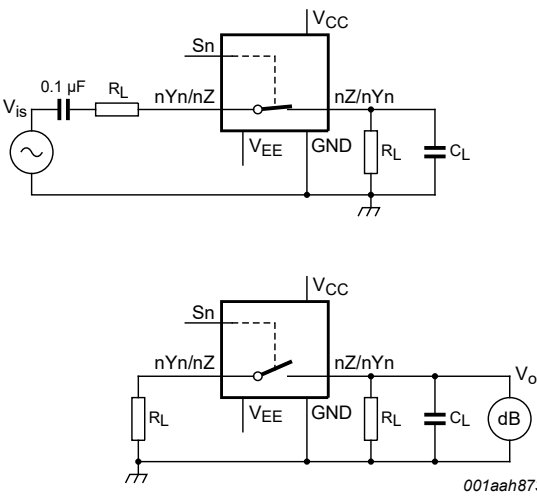 VCC
Sn
0.1 µF
RL
nYn/nZ
nZ/nYn
Vis
VEE
GND
RL
CL
VCC
Sn
nYn/nZ
nZ/nYn
Vo
RL
VEE
GND
RL
CL
dB